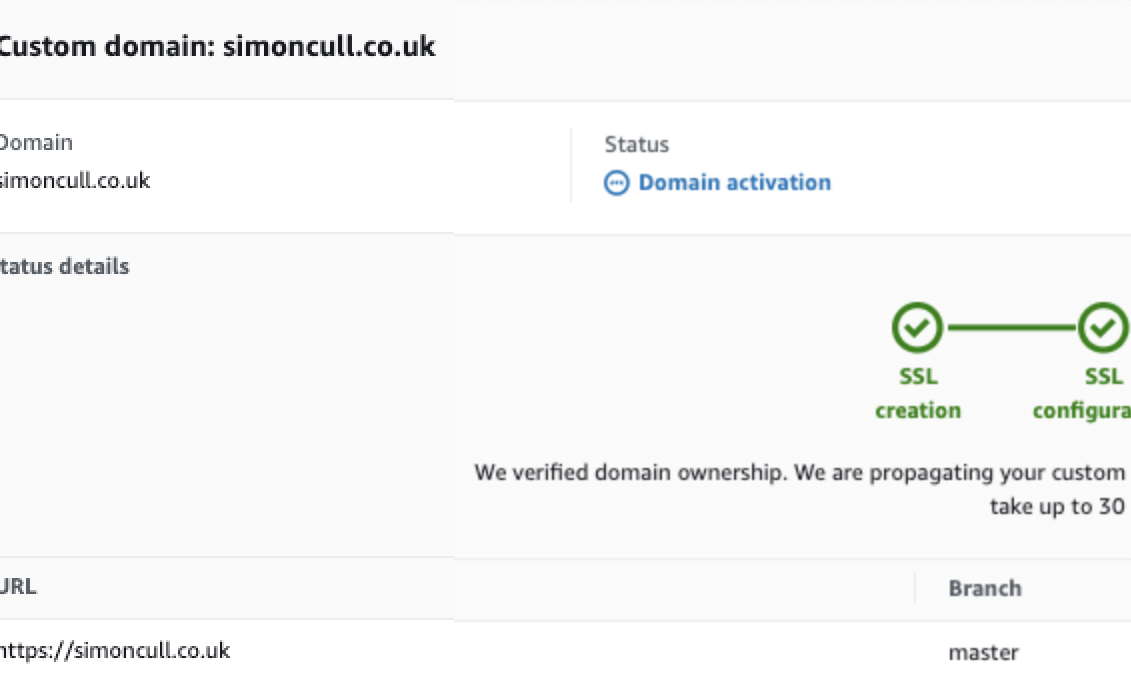 Custom domain: simoncull.co.uk
Domain
simoncull.co.uk
Status
Domain activation
tatus details
SSL
creation
SSL
configura
We verified domain ownership. We are propagating your custom
take up to 30
URL
Branch
https://simoncull.co.uk
master